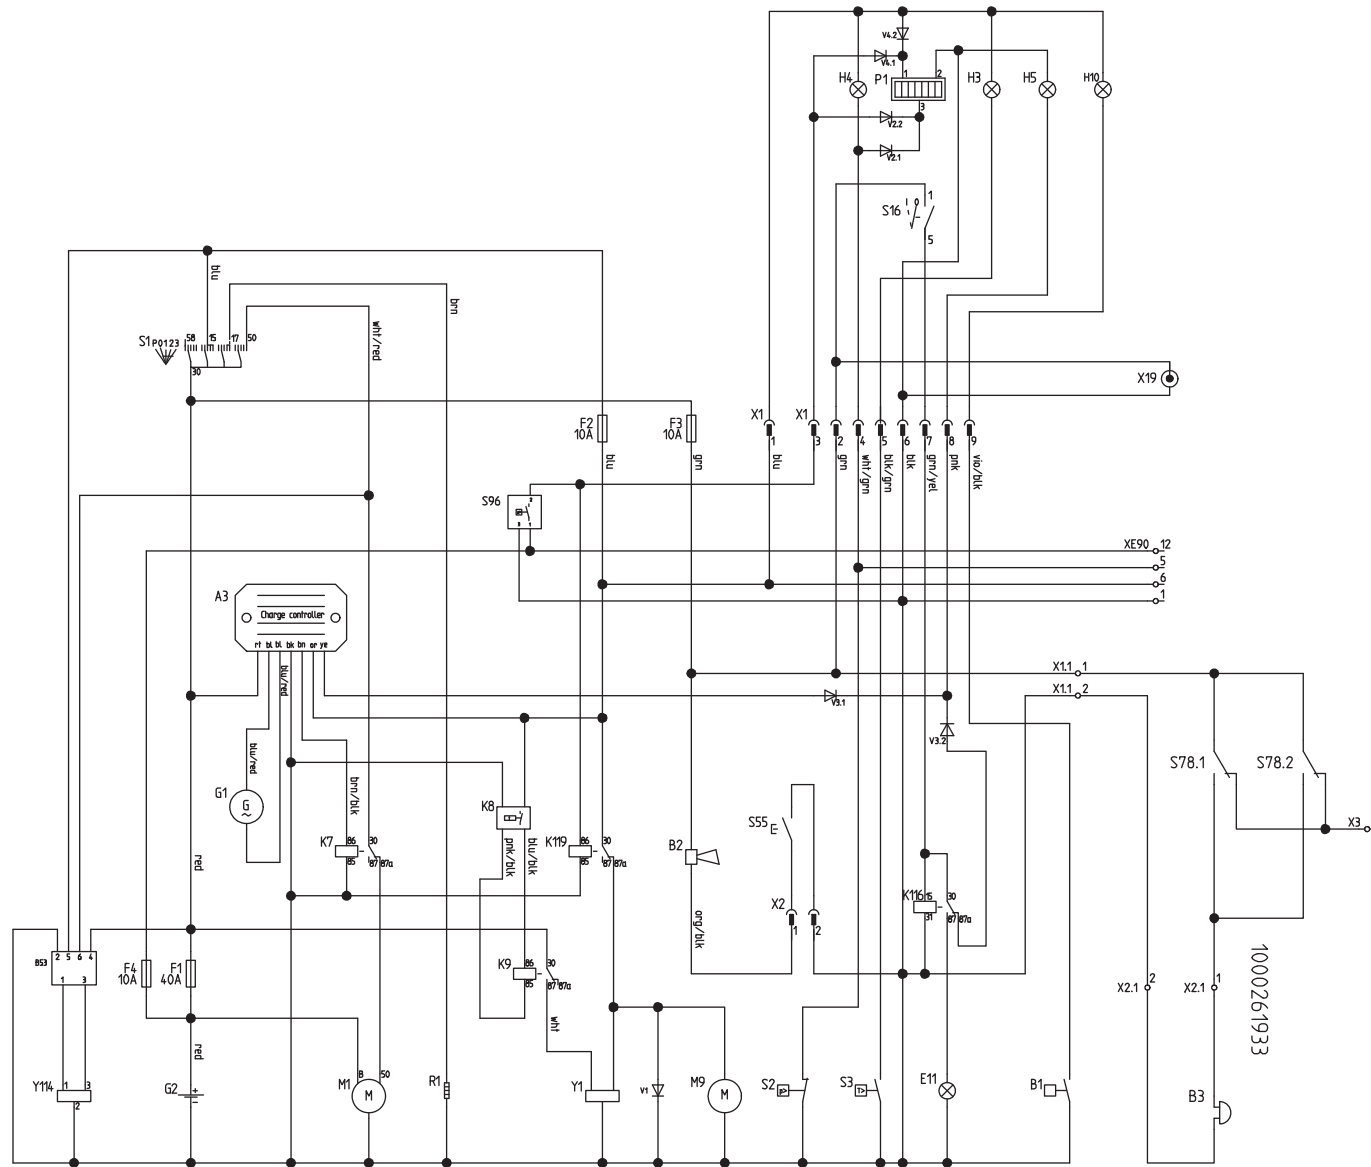 V4.2
V4.1
1
2
H4
P1
H3
H5
H10
3
V2.2
V2.1
1
I 0
S16
5
blu
brn
wht/red
58
15
17
50
S1 P0123
30
X19
F2
10A
F3
10A
X1
X1
1
3
2
4
5
6
7
8
9
blu
grn
blu
grn
wht/grn
blk/grn
blk
grn/yel
pnk
vio/blk
S96
2
1
XE90
12
5
6
1
A3
Charge controller
rt bl bl bk bn or ye
blu/red
X1.1
1
X1.1
2
V3.1
V3.2
blu/red
S78.1
S78.2
G1
G
~
brn/blk
K8
S55
E
X3
K7
86
30
85
87
87a
pnk/blk
blu/blk
K119
86
30
85
87
87a
B2
red
X2
1
2
K116
15
30
31
87
87a
org/blk
2 5 6 4
B53
1
3
F4
10A
F1
40A
K9
86
30
85
87
87a
wht
X2.1
2
X2.1
1
1000261933
red
Y114
1
3
2
G2
+
-
B
50
M1
M
R1
Y1
V1
M9
M
S2
P>
S3
T>
E11
B1
B3